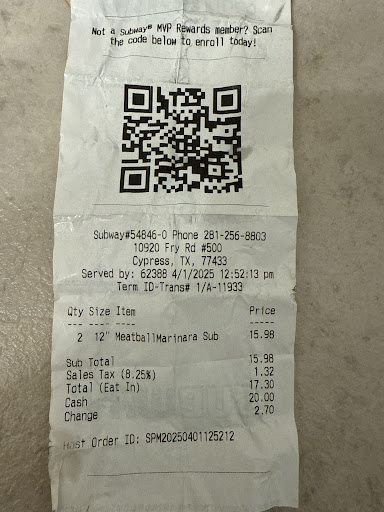 Not a Subway® MVP Rewards member? Scan
the code below to enroll today!
Subway#54846-0 Phone 281-256-8803
10920 Fry Rd #500
Cypress, TX, 77433
Served by: 62388 4/1/2025 12:52:13 pm
Term ID-Trans# 1/A-11933
Qty Size Item Price
--- ---- ---- -----
2 12" MeatballMarinara Sub 15.98
Sub Total 15.98
Sales Tax (8.25%) 1.32
Total (Eat In) 17.30
Cash 20.00
Change 2.70
Host Order ID: SPM20250401125212